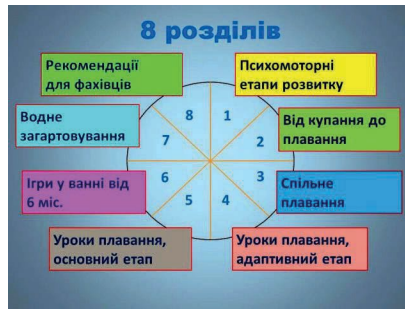 8 розділів
Рекомендації
для фахівців
Психомоторні
етапи розвитку
Водне
загартовування
Від купання до
плавання
Ігри у ванні від
6 міс.
Спільне
плавання
Уроки плавання,
основний етап
Уроки плавання,
адаптивний етап
8
1
7
2
6
3
5
4